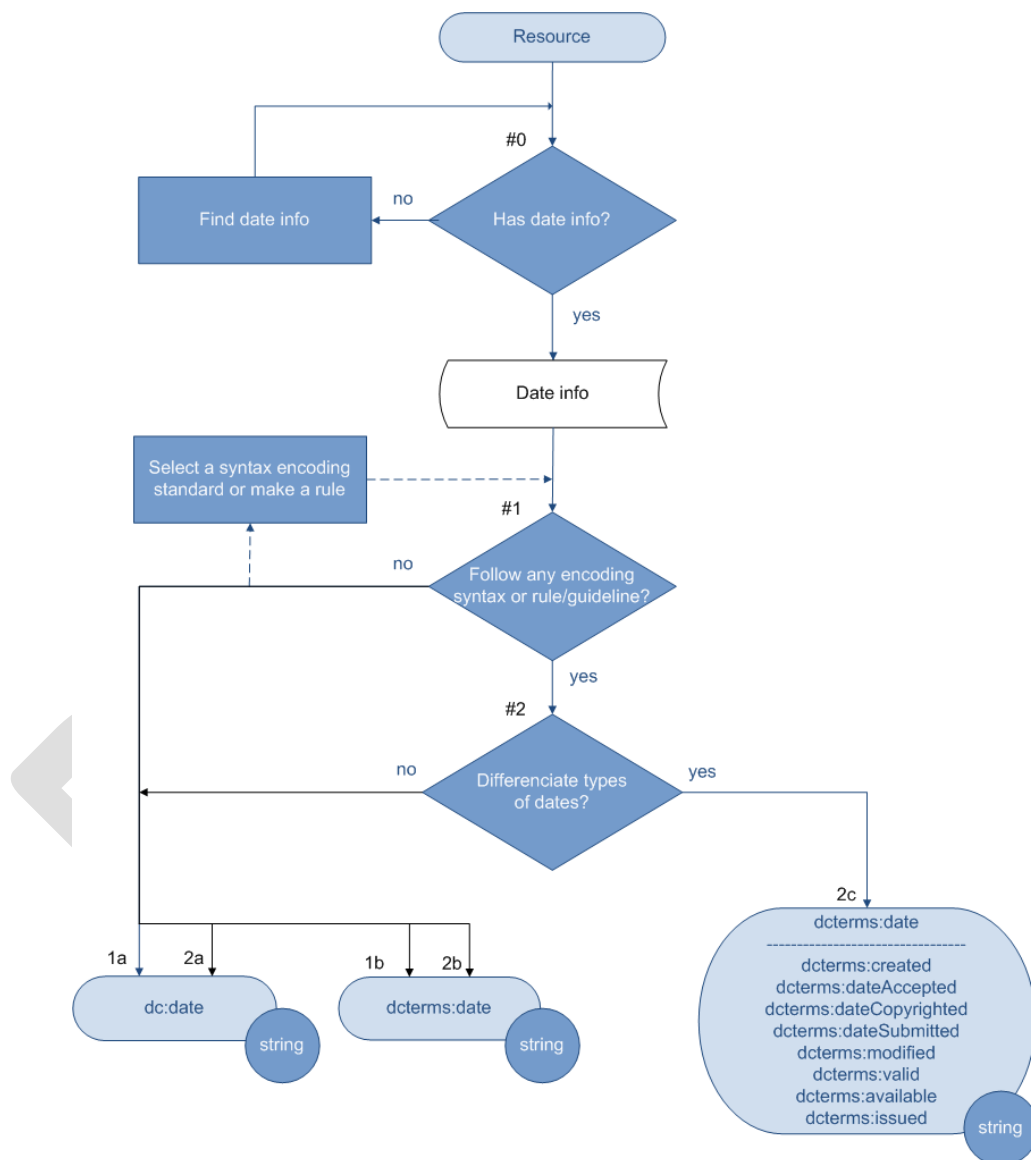 Resource
#0
no
Find date info
Has date info?
yes
Date info
Select a syntax encoding
standard or make a rule
#1
no
Follow any encoding
syntax or rule/guideline?
yes
#2
no
Differenciate types
of dates?
yes
2c
dcterms:date
----------------------------------
dcterms:created
dcterms:dateAccepted
dcterms:dateCopyrighted
dcterms:dateSubmitted
dcterms:modified
dcterms:valid
dcterms:available
dcterms:issued
string
1a
2a
1b
2b
dc:date
string
dcterms:date
string